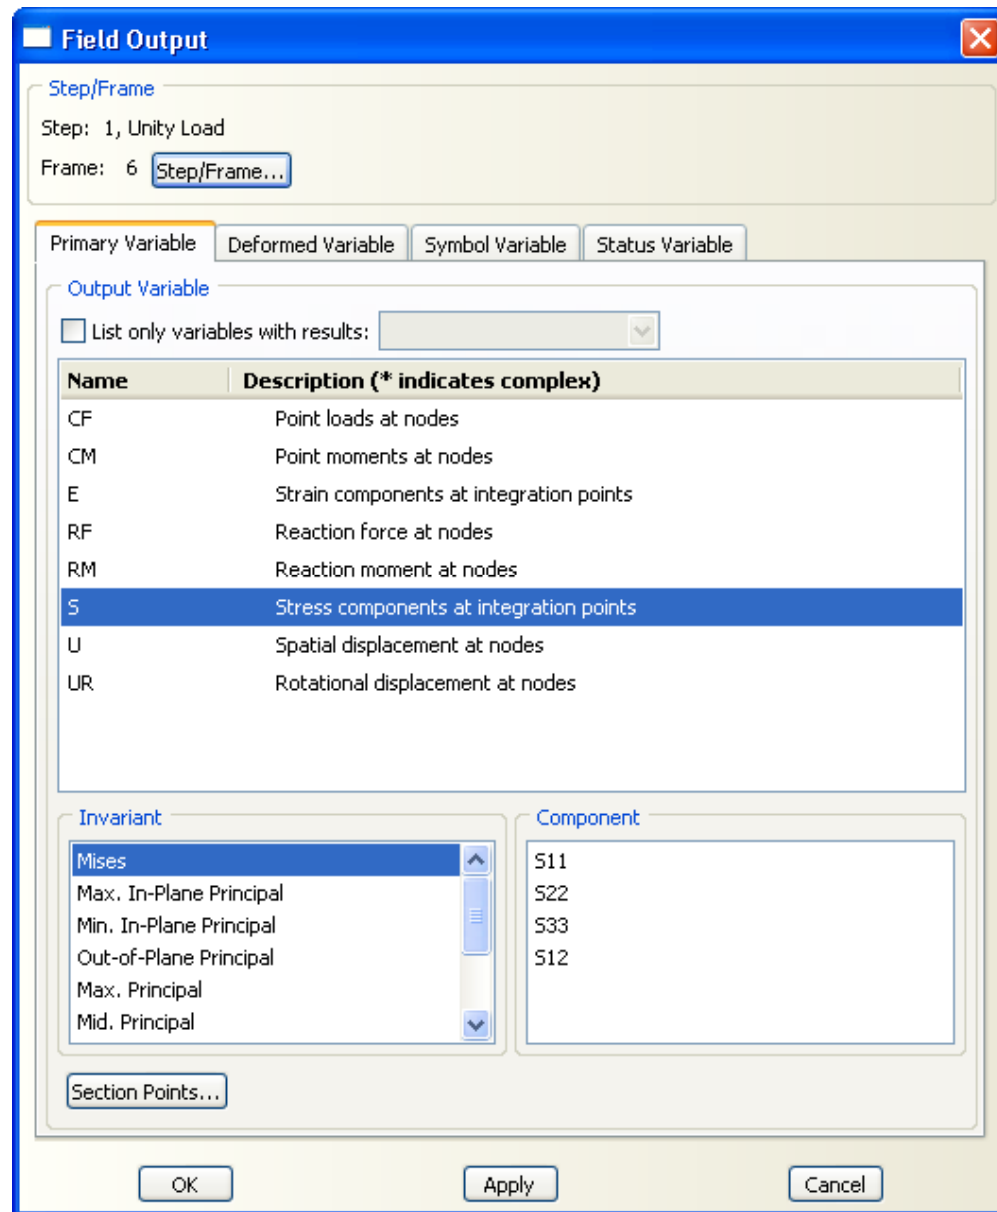 Field Output
Step/Frame
Step: 1, Unity Load
Frame: 6 Step/Frame...
Primary Variable Deformed Variable Symbol Variable Status Variable
Output Variable
List only variables with results:
Name Description (* indicates complex)
CF Point loads at nodes
CM Point moments at nodes
E Strain components at integration points
RF Reaction force at nodes
RM Reaction moment at nodes
S Stress components at integration points
U Spatial displacement at nodes
UR Rotational displacement at nodes
Invariant
Mises
Max. In-Plane Principal
Min. In-Plane Principal
Out-of-Plane Principal
Max. Principal
Mid. Principal
Component
S11
S22
S33
S12
Section Points...
OK Apply Cancel